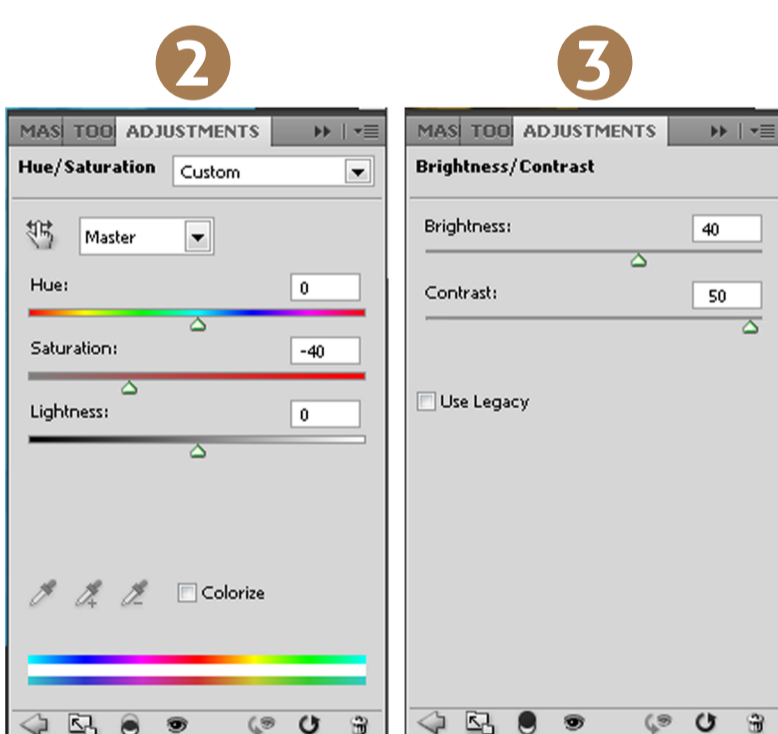 2
MAS TOO ADJUSTMENTS
Hue/Saturation Custom
Master
Hue: 0
Saturation: -40
Lightness: 0
Colorize
3
MAS TOO ADJUSTMENTS
Brightness/Contrast
Brightness: 40
Contrast: 50
Use Legacy